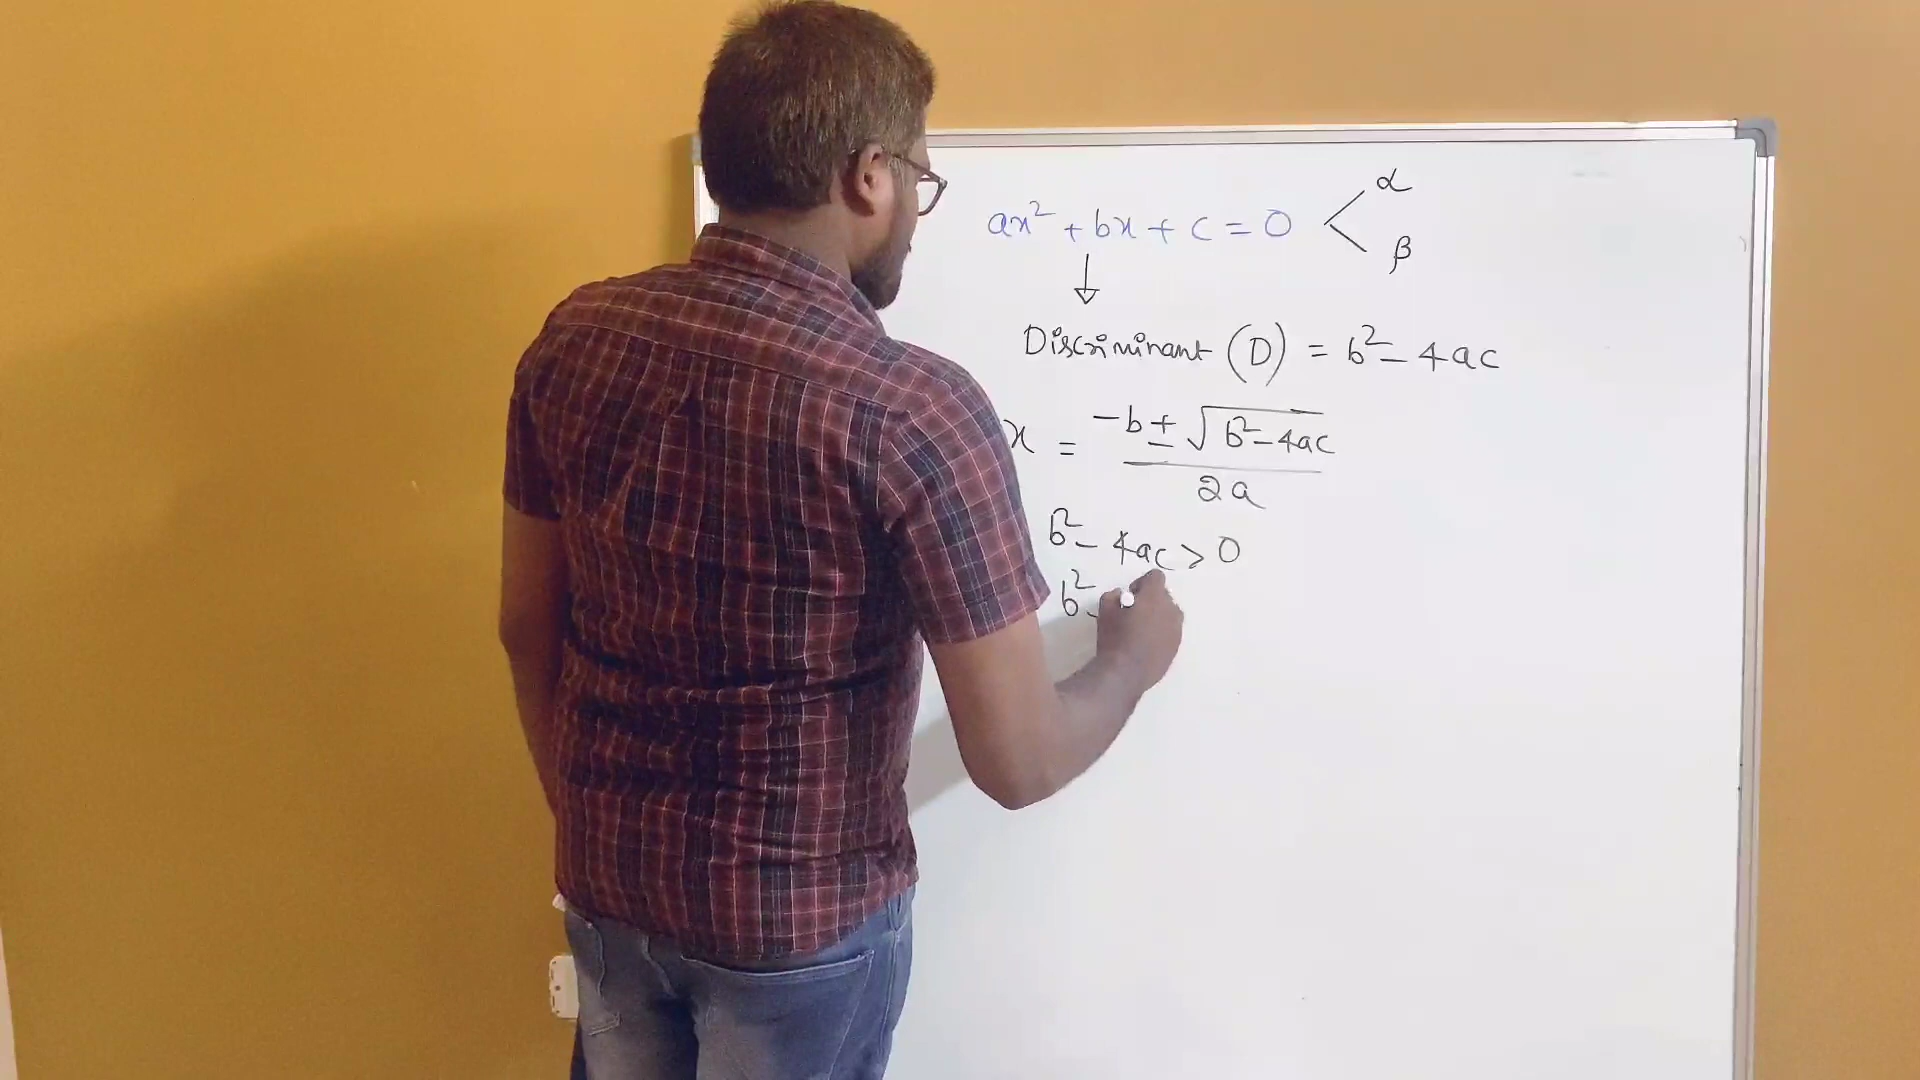 ax² + bx + c = 0 < α
β
↓
Discriminant (D) = b² - 4ac
x = -b ± √b² - 4ac
2a
b² - 4ac > 0
b² -